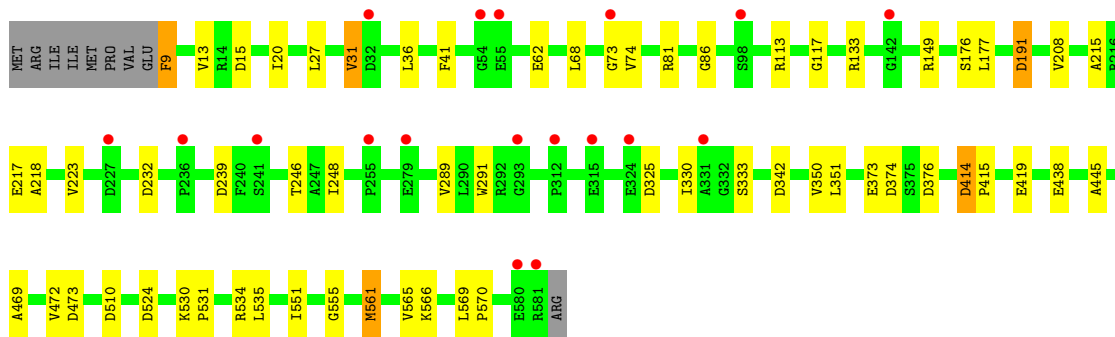 MET ARG ILE ILE MET PRO VAL GLU F9 V13 R14 D15 I20 L27 V31 D32 L36 F41 G54 E55 E62 L68 G73 V74 R81 G86 S98 R113 G117 R133 G142 R149 S176 L177 D191 V208 A215 R216
E217 A218 V223 D227 D232 P236 D239 F240 S241 T246 A247 I248 P255 E279 V289 L290 W291 R292 G293 P312 E315 E324 D325 I330 A331 G332 S333 D342 V350 L351 E373 D374 S375 D376 D414 P415 E419 E438 A445
A469 V472 D473 D510 D524 K530 P531 R534 L535 I551 G555 M561 V565 K566 L569 P570 E580 R581 ARG